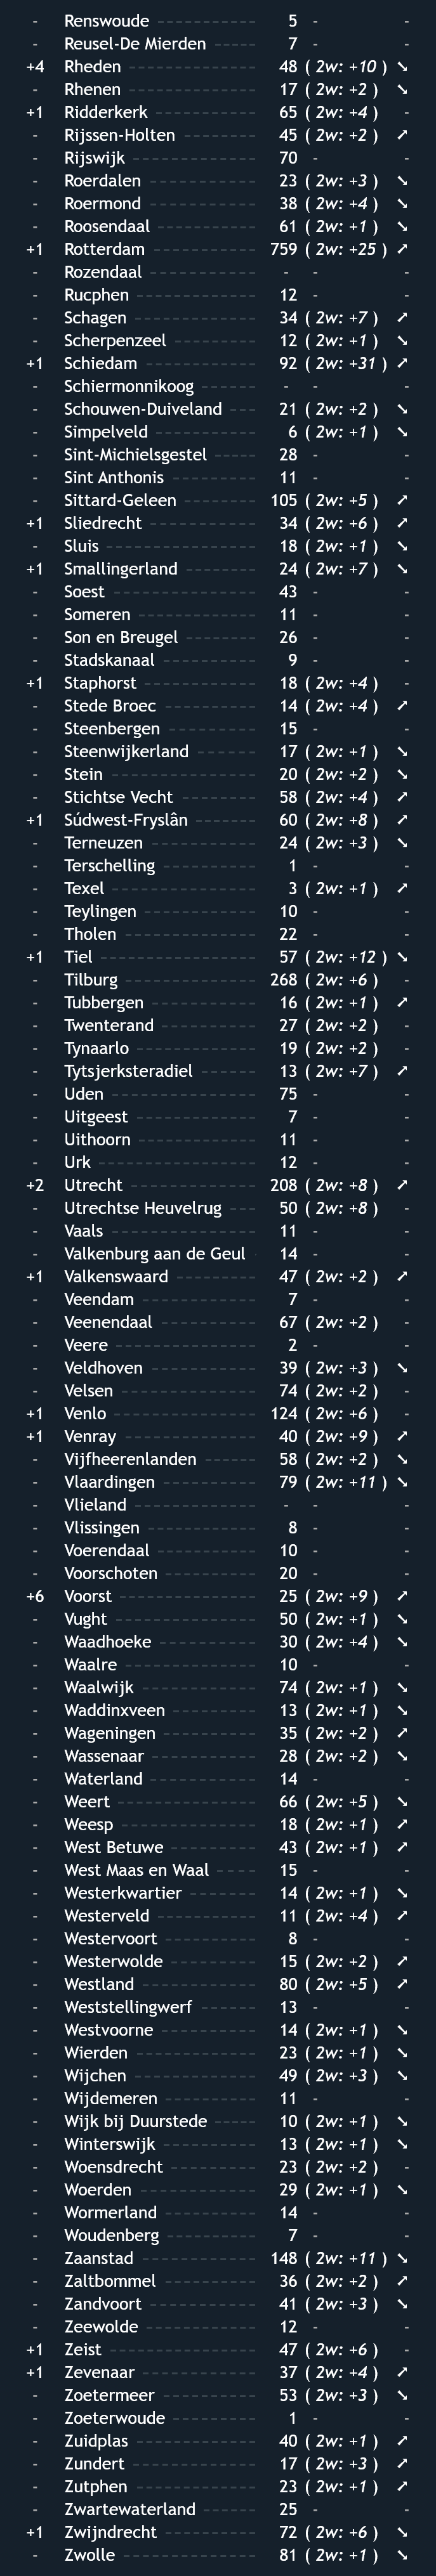 - Renswoude 5 - -
- Reusel-De Mierden 7 - -
+4 Rheden 48 ( 2w: +10 ) ↘
- Rhenen 17 ( 2w: +2 ) ↘
+1 Ridderkerk 65 ( 2w: +4 ) -
- Rijssen-Holten 45 ( 2w: +2 ) ↗
- Rijswijk 70 - -
- Roerdalen 23 ( 2w: +3 ) ↘
- Roermond 38 ( 2w: +4 ) ↘
- Roosendaal 61 ( 2w: +1 ) ↘
+1 Rotterdam 759 ( 2w: +25 ) ↗
- Rozendaal - - -
- Rucphen 12 - -
- Schagen 34 ( 2w: +7 ) ↗
- Scherpenzeel 12 ( 2w: +1 ) ↘
+1 Schiedam 92 ( 2w: +31 ) ↗
- Schiermonnikoog - - -
- Schouwen-Duiveland 21 ( 2w: +2 ) ↘
- Simpelveld 6 ( 2w: +1 ) ↘
- Sint-Michielsgestel 28 - -
- Sint Anthonis 11 - -
- Sittard-Geleen 105 ( 2w: +5 ) ↗
+1 Sliedrecht 34 ( 2w: +6 ) ↗
- Sluis 18 ( 2w: +1 ) ↘
+1 Smallingerland 24 ( 2w: +7 ) ↘
- Soest 43 - -
- Someren 11 - -
- Son en Breugel 26 - -
- Stadskanaal 9 - -
+1 Staphorst 18 ( 2w: +4 ) -
- Stede Broec 14 ( 2w: +4 ) ↗
- Steenbergen 15 - -
- Steenwijkerland 17 ( 2w: +1 ) ↘
- Stein 20 ( 2w: +2 ) ↘
- Stichtse Vecht 58 ( 2w: +4 ) ↗
+1 Súdwest-Fryslân 60 ( 2w: +8 ) ↗
- Terneuzen 24 ( 2w: +3 ) ↘
- Terschelling 1 - -
- Texel 3 ( 2w: +1 ) ↗
- Teylingen 10 - -
- Tholen 22 - -
+1 Tiel 57 ( 2w: +12 ) ↘
- Tilburg 268 ( 2w: +6 ) -
- Tubbergen 16 ( 2w: +1 ) ↗
- Twenterand 27 ( 2w: +2 ) -
- Tynaarlo 19 ( 2w: +2 ) -
- Tytsjerksteradiel 13 ( 2w: +7 ) ↗
- Uden 75 - -
- Uitgeest 7 - -
- Uithoorn 11 - -
- Urk 12 - -
+2 Utrecht 208 ( 2w: +8 ) ↗
- Utrechtse Heuvelrug 50 ( 2w: +8 ) -
- Vaals 11 - -
- Valkenburg aan de Geul 14 - -
+1 Valkenswaard 47 ( 2w: +2 ) ↗
- Veendam 7 - -
- Veenendaal 67 ( 2w: +2 ) -
- Veere 2 - -
- Veldhoven 39 ( 2w: +3 ) ↘
- Velsen 74 ( 2w: +2 ) -
+1 Venlo 124 ( 2w: +6 ) -
+1 Venray 40 ( 2w: +9 ) ↗
- Vijfheerenlanden 58 ( 2w: +2 ) ↘
- Vlaardingen 79 ( 2w: +11 ) ↘
- Vlieland - - -
- Vlissingen 8 - -
- Voerendaal 10 - -
- Voorschoten 20 - -
+6 Voorst 25 ( 2w: +9 ) ↗
- Vught 50 ( 2w: +1 ) ↘
- Waadhoeke 30 ( 2w: +4 ) ↘
- Waalre 10 - -
- Waalwijk 74 ( 2w: +1 ) ↘
- Waddinxveen 13 ( 2w: +1 ) ↘
- Wageningen 35 ( 2w: +2 ) ↗
- Wassenaar 28 ( 2w: +2 ) ↘
- Waterland 14 - -
- Weert 66 ( 2w: +5 ) ↘
- Weesp 18 ( 2w: +1 ) ↗
- West Betuwe 43 ( 2w: +1 ) ↗
- West Maas en Waal 15 - -
- Westerkwartier 14 ( 2w: +1 ) ↘
- Westerveld 11 ( 2w: +4 ) ↗
- Westervoort 8 - -
- Westerwolde 15 ( 2w: +2 ) ↗
- Westland 80 ( 2w: +5 ) ↗
- Weststellingwerf 13 - -
- Westvoorne 14 ( 2w: +1 ) ↘
- Wierden 23 ( 2w: +1 ) ↘
- Wijchen 49 ( 2w: +3 ) ↘
- Wijdemeren 11 - -
- Wijk bij Duurstede 10 ( 2w: +1 ) ↘
- Winterswijk 13 ( 2w: +1 ) ↘
- Woensdrecht 23 ( 2w: +2 ) -
- Woerden 29 ( 2w: +1 ) ↘
- Wormerland 14 - -
- Woudenberg 7 - -
- Zaanstad 148 ( 2w: +11 ) ↘
- Zaltbommel 36 ( 2w: +2 ) ↗
- Zandvoort 41 ( 2w: +3 ) ↘
- Zeewolde 12 - -
+1 Zeist 47 ( 2w: +6 ) -
+1 Zevenaar 37 ( 2w: +4 ) ↗
- Zoetermeer 53 ( 2w: +3 ) ↘
- Zoeterwoude 1 - -
- Zuidplas 40 ( 2w: +1 ) ↗
- Zundert 17 ( 2w: +3 ) ↗
- Zutphen 23 ( 2w: +1 ) ↗
- Zwartewaterland 25 - -
+1 Zwijndrecht 72 ( 2w: +6 ) ↘
- Zwolle 81 ( 2w: +1 ) ↘